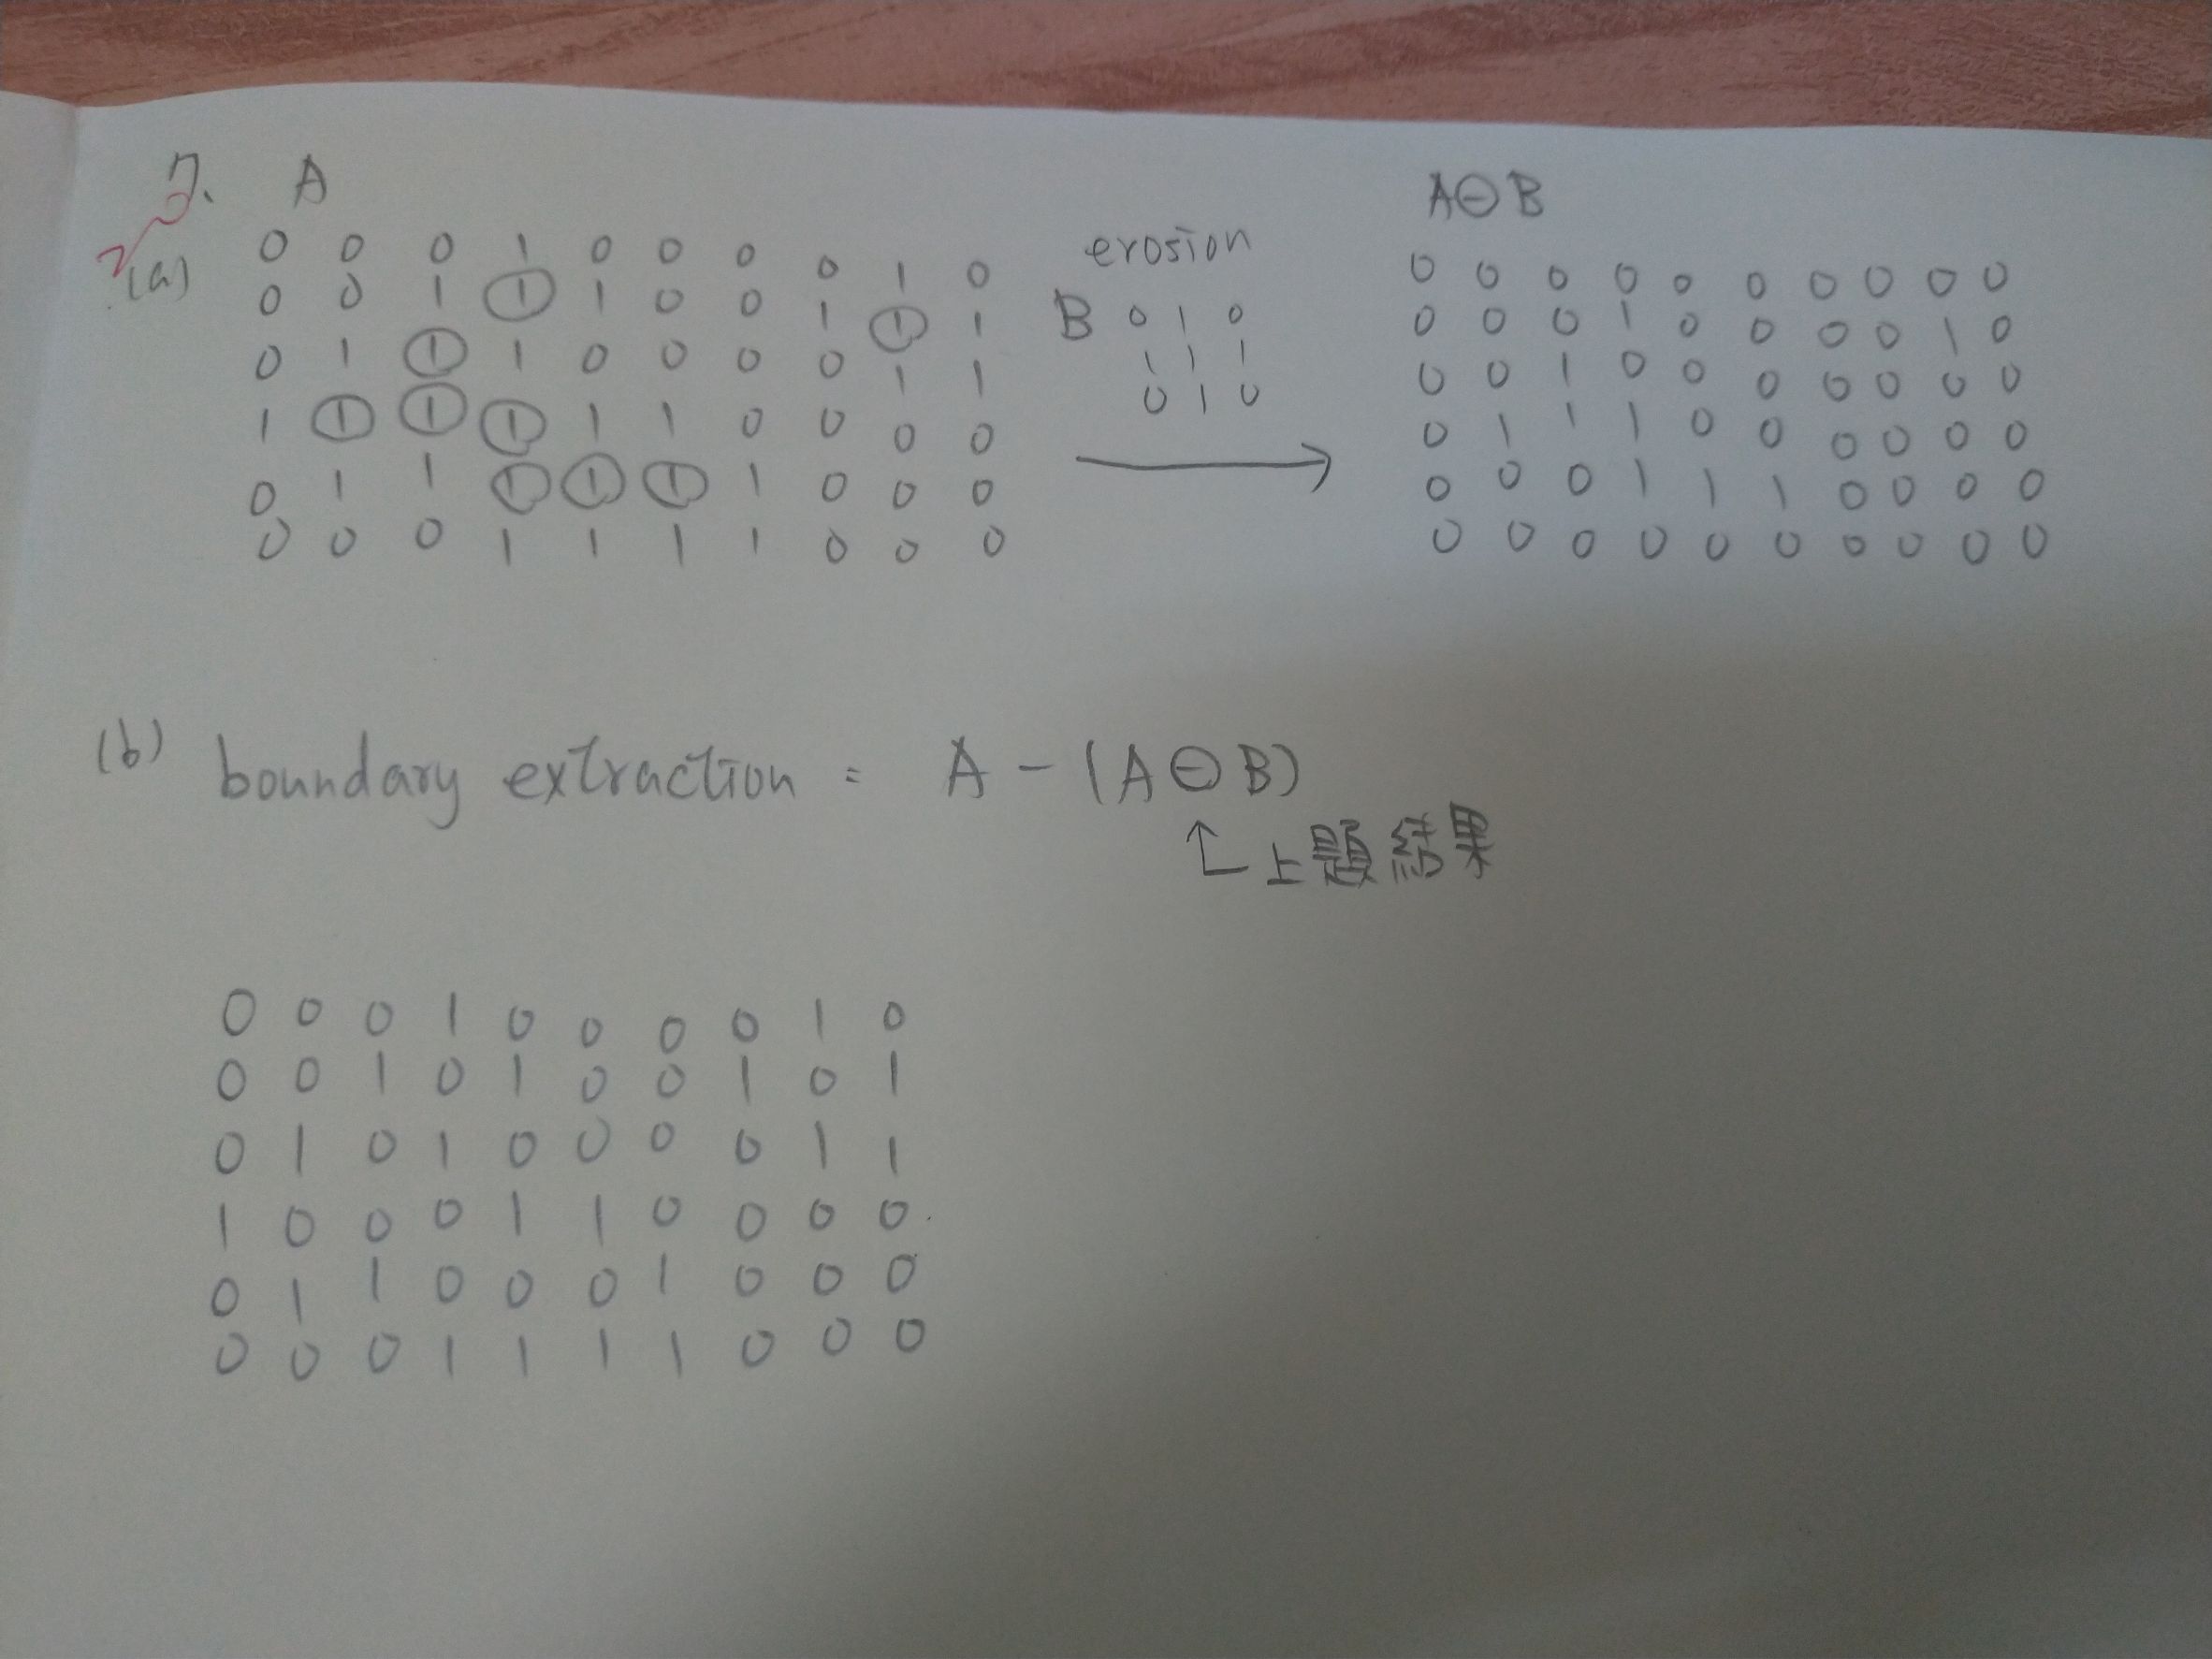 7. A
(a)
0 0 0 1 0 0 0 0 1 0
0 0 1 1 1 0 0 1 1 1
0 1 1 1 0 0 0 0 1 1
1 1 1 1 1 1 0 0 0 0
0 1 1 1 1 1 1 0 0 0
0 0 0 1 1 1 1 0 0 0
erosion
B 0 1 0
1 1 1
0 1 0
A⊖B
0 0 0 0 0 0 0 0 0 0
0 0 0 1 0 0 0 0 1 0
0 0 1 0 0 0 0 0 0 0
0 1 1 1 0 0 0 0 0 0
0 0 0 1 1 1 0 0 0 0
0 0 0 0 0 0 0 0 0 0
(b) boundary extraction = A - (A⊖B)
上題結果
0 0 0 1 0 0 0 0 1 0
0 0 1 0 1 0 0 1 0 1
0 1 0 1 0 0 0 0 1 1
1 0 0 0 1 1 0 0 0 0
0 1 1 0 0 0 1 0 0 0
0 0 0 1 1 1 1 0 0 0